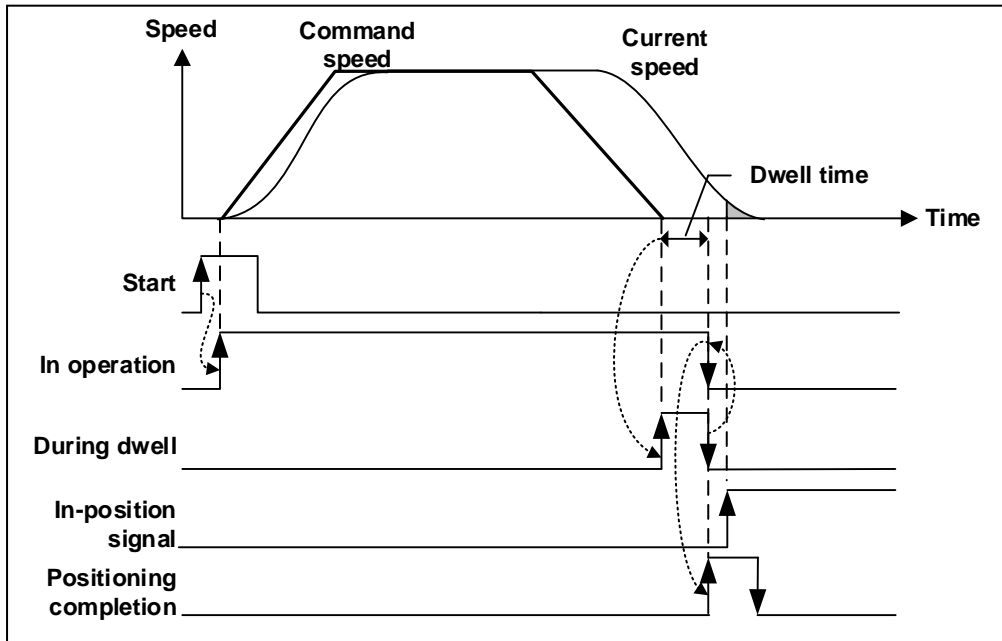 Speed
Command
speed
Current
speed
Dwell time
Time
Start
In operation
During dwell
In-position
signal
Positioning
completion